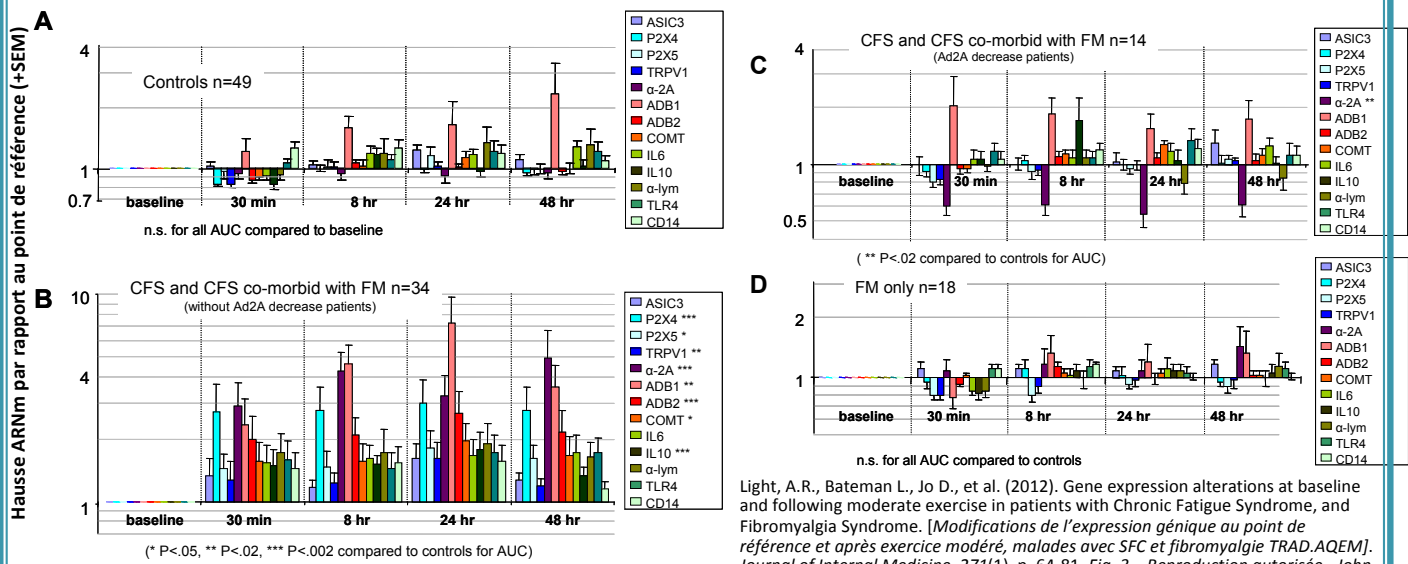 Hausse ARNm par rapport au point de référence (+SEM)
A
Controls n=49
4
1
0.7
baseline
30 min
8 hr
24 hr
48 hr
n.s. for all AUC compared to baseline
ASIC3
P2X4
P2X5
TRPV1
α-2A
ADB1
ADB2
COMT
IL6
IL10
α-lym
TLR4
CD14
B
CFS and CFS co-morbid with FM n=34
(without Ad2A decrease patients)
10
4
1
baseline
30 min
8 hr
24 hr
48 hr
(* P<.05, ** P<.02, *** P<.002 compared to controls for AUC)
ASIC3
P2X4 ***
P2X5 *
TRPV1 **
α-2A ***
ADB1 **
ADB2 ***
COMT *
IL6
IL10 ***
α-lym
TLR4
CD14
C
CFS and CFS co-morbid with FM n=14
(Ad2A decrease patients)
4
1
0.5
baseline
30 min
8 hr
24 hr
48 hr
( ** P<.02 compared to controls for AUC)
ASIC3
P2X4
P2X5
TRPV1
α-2A **
ADB1
ADB2
COMT
IL6
IL10
α-lym
TLR4
CD14
D
FM only n=18
2
1
baseline
30 min
8 hr
24 hr
48 hr
n.s. for all AUC compared to controls
ASIC3
P2X4
P2X5
TRPV1
α-2A
ADB1
ADB2
COMT
IL6
IL10
α-lym
TLR4
CD14
Light, A.R., Bateman L., Jo D., et al. (2012). Gene expression alterations at baseline
and following moderate exercise in patients with Chronic Fatigue Syndrome, and
Fibromyalgia Syndrome. [Modifications de l'expression génique au point de
référence et après exercice modéré, malades avec SFC et fibromyalgie TRAD.AQEM].